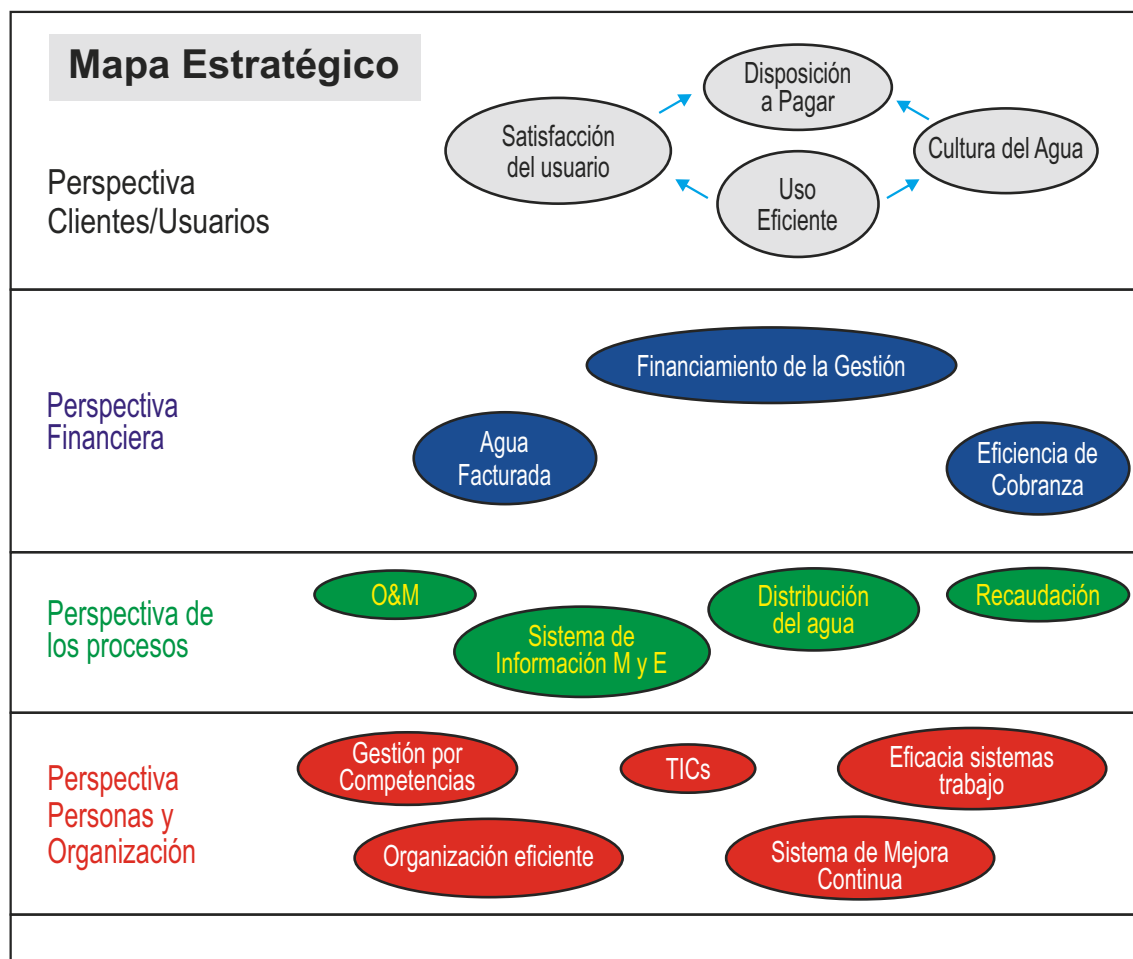 Mapa Estratégico
Perspectiva
Clientes/Usuarios
Disposición
a Pagar
Satisfacción
del usuario
Cultura del Agua
Uso
Eficiente
Perspectiva
Financiera
Financiamiento de la Gestión
Agua
Facturada
Eficiencia de
Cobranza
Perspectiva de
los procesos
O&M
Sistema de
Información M y E
Distribución
del agua
Recaudación
Perspectiva
Personas y
Organización
Gestión por
Competencias
TICs
Eficacia sistemas
trabajo
Organización eficiente
Sistema de Mejora
Continua